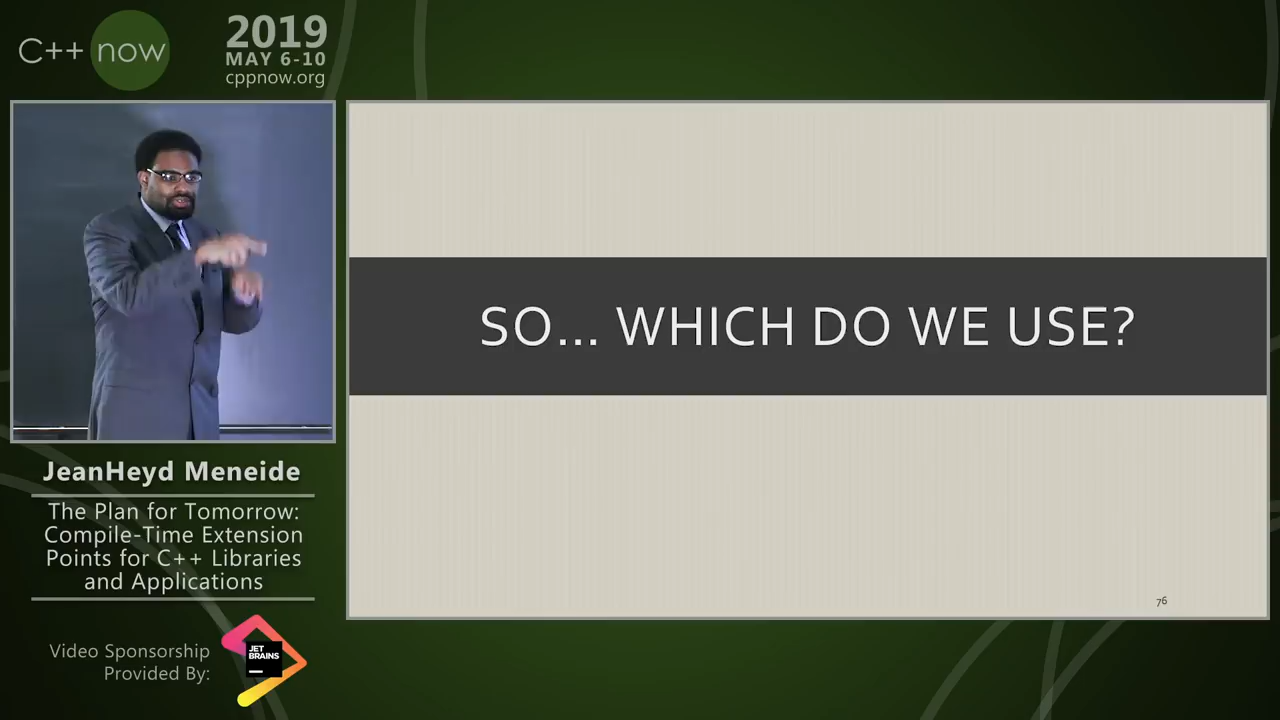 C++ now
2019
MAY 6-10
cppnow.org
SO... WHICH DO WE USE?
76
JeanHeyd Meneide
The Plan for Tomorrow:
Compile-Time Extension
Points for C++ Libraries
and Applications
Video Sponsorship
Provided By:
JET
BRAINS